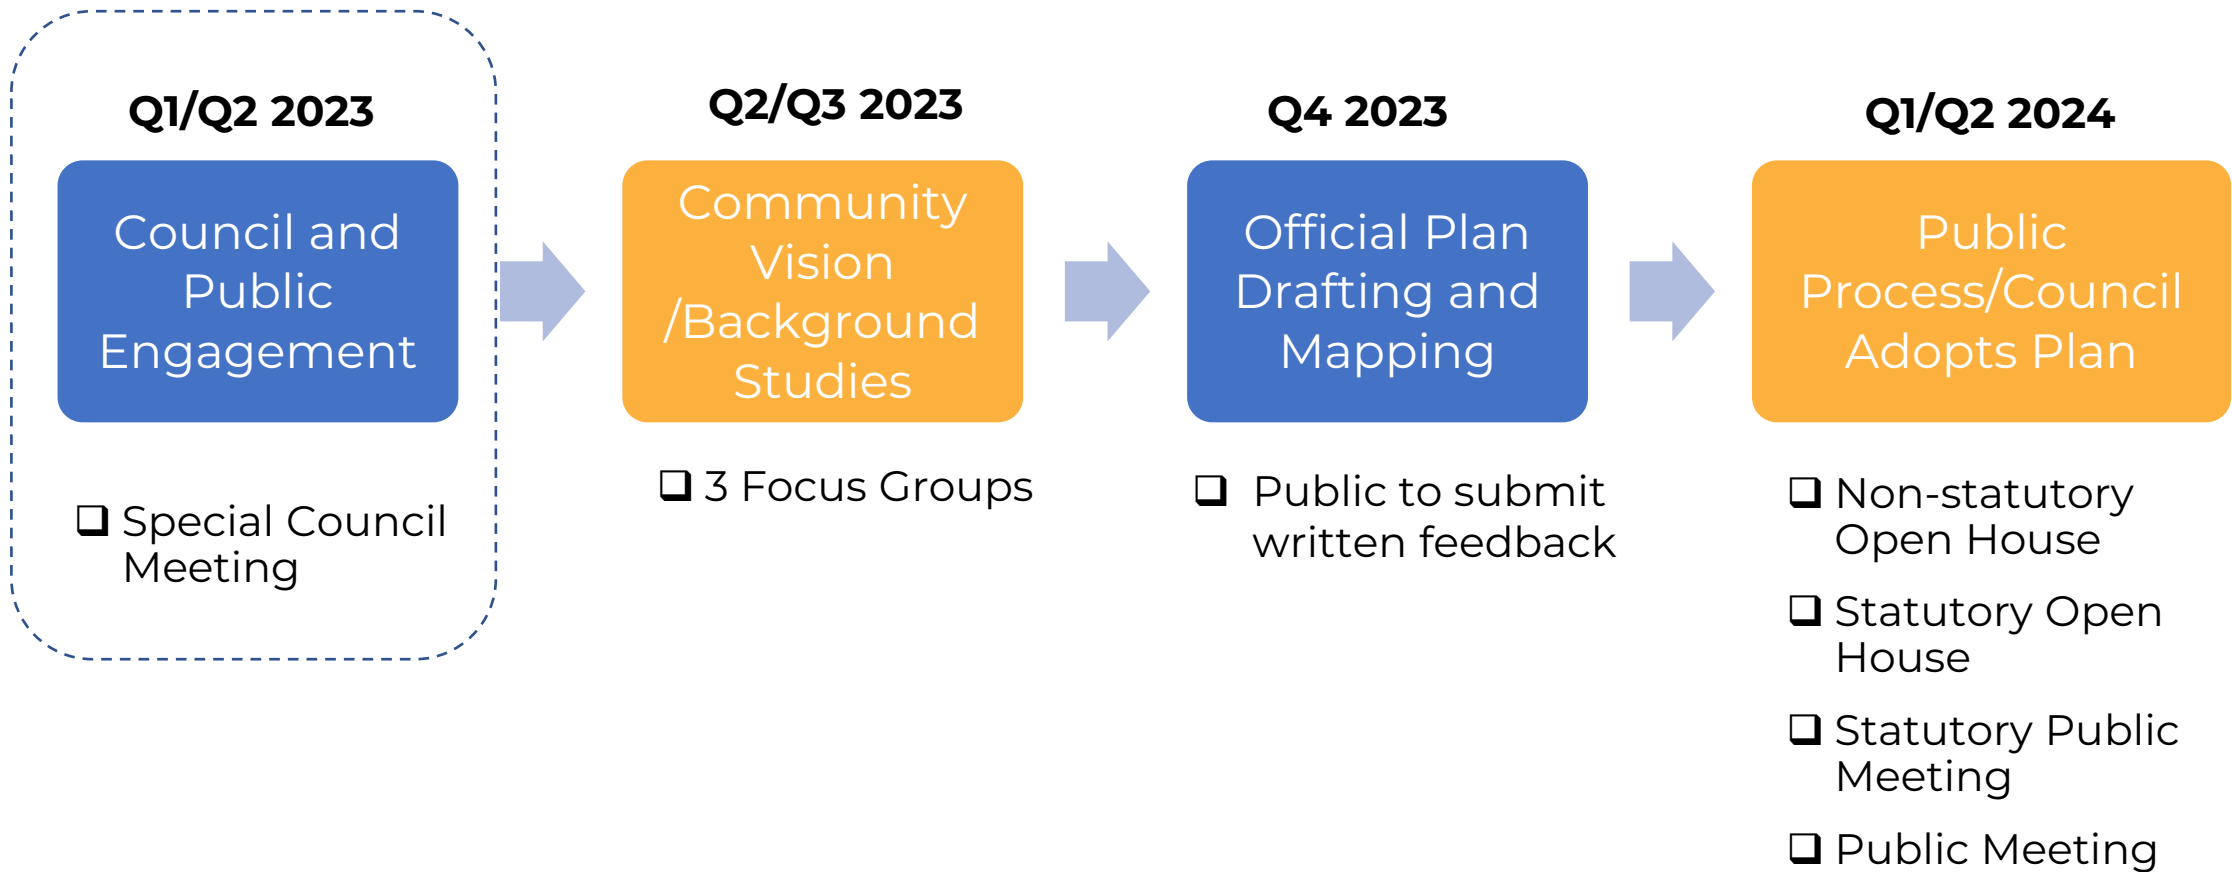 Q1/Q2 2023
Council and
Public
Engagement
Special Council
Meeting
Q2/Q3 2023
Community
Vision
/Background
Studies
3 Focus Groups
Q4 2023
Official Plan
Drafting and
Mapping
Public to submit
written feedback
Q1/Q2 2024
Public
Process/Council
Adopts Plan
Non-statutory
Open House
Statutory Open
House
Statutory Public
Meeting
Public Meeting